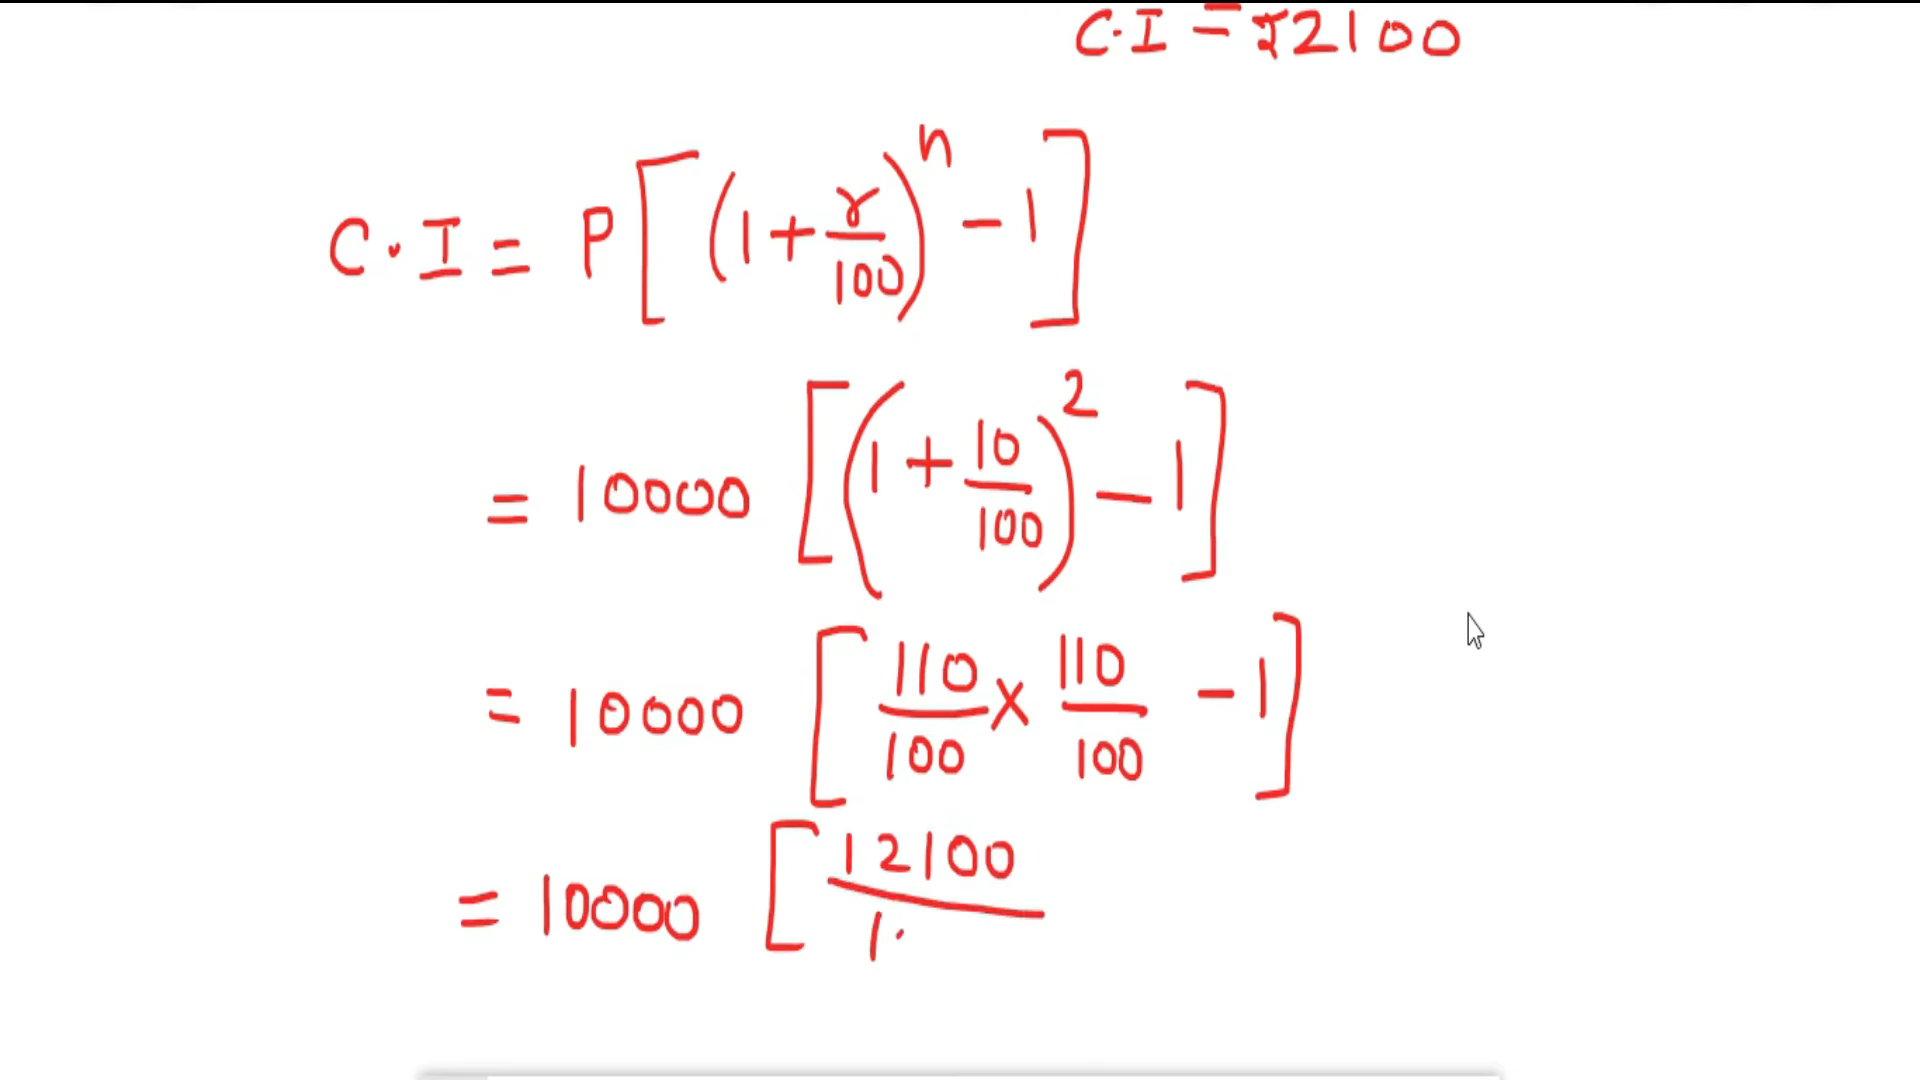 C.I = ₹2100
C.I = P[(1+r/100)^n - 1]
= 10000 [(1+10/100)^2 - 1]
= 10000 [110/100 × 110/100 - 1]
= 10000 [12100/1